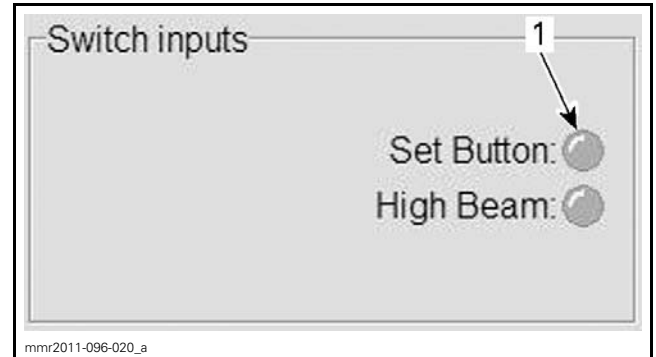 Switch inputs
1
Set Button:
High Beam:
mmr2011-096-020_a